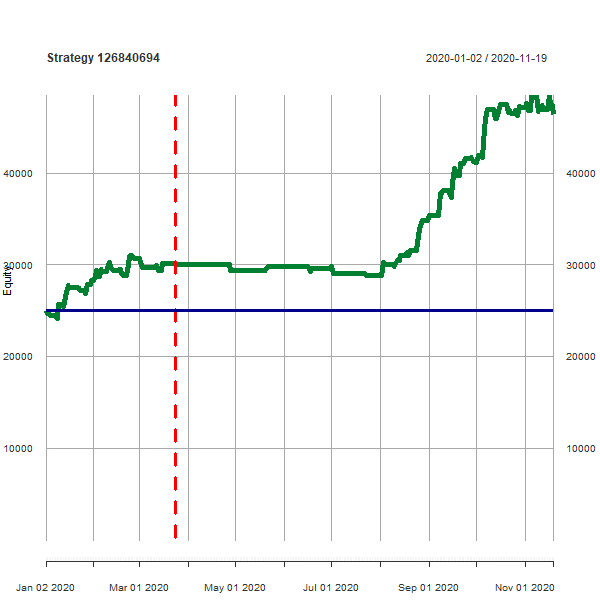 Strategy 126840694
2020-01-02 / 2020-11-19
40000
40000
30000
30000
Equity
20000
20000
10000
10000
Jan 02 2020
Mar 01 2020
May 01 2020
Jul 01 2020
Sep 01 2020
Nov 01 2020